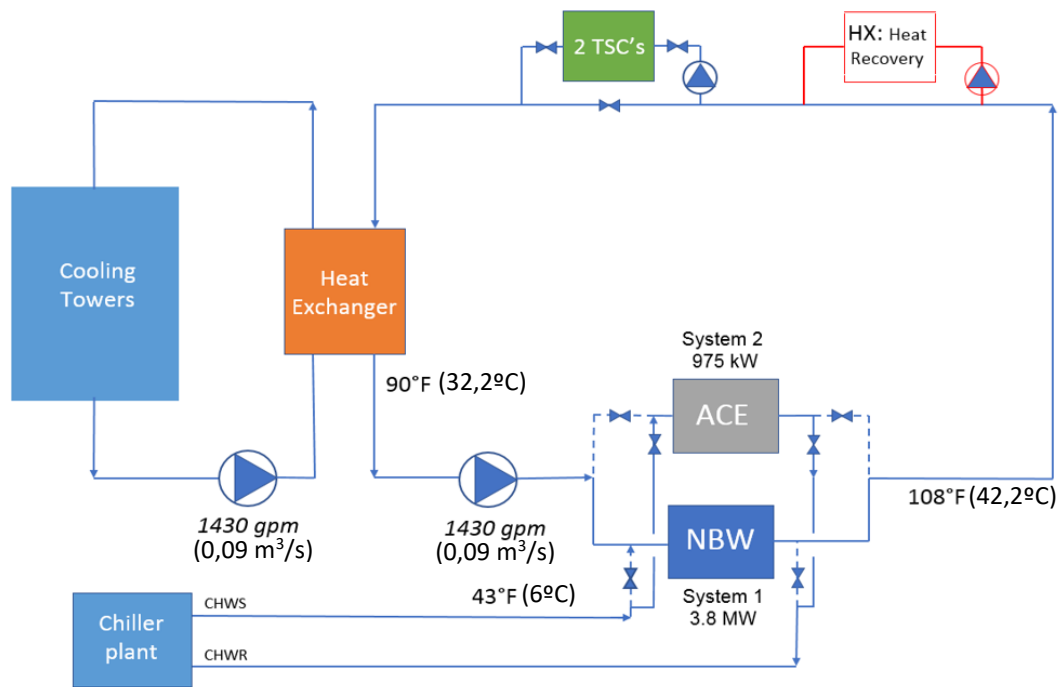 2 TSC's
HX: Heat
Recovery
Cooling
Towers
Heat
Exchanger
90°F (32,2ºC)
System 2
975 kW
ACE
108°F (42,2ºC)
1430 gpm
(0,09 m³/s)
1430 gpm
(0,09 m³/s)
NBW
43°F (6ºC)
System 1
3.8 MW
Chiller
plant
CHWS
CHWR